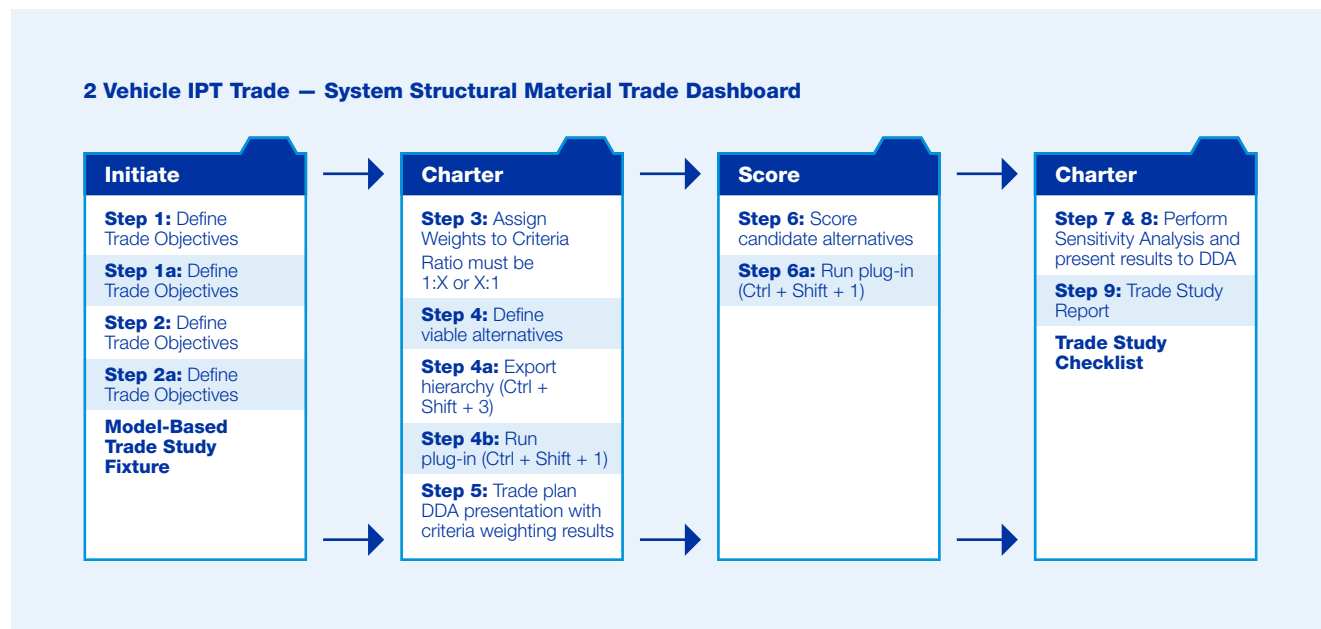 2 Vehicle IPT Trade — System Structural Material Trade Dashboard
Initiate
Step 1: Define
Trade Objectives
Step 1a: Define
Trade Objectives
Step 2: Define
Trade Objectives
Step 2a: Define
Trade Objectives
Model-Based
Trade Study
Fixture
Charter
Step 3: Assign
Weights to Criteria
Ratio must be
1:X or X:1
Step 4: Define
viable alternatives
Step 4a: Export
hierarchy (Ctrl +
Shift + 3)
Step 4b: Run
plug-in (Ctrl + Shift + 1)
Step 5: Trade plan
DDA presentation with
criteria weighting results
Score
Step 6: Score
candidate alternatives
Step 6a: Run plug-in
(Ctrl + Shift + 1)
Charter
Step 7 & 8: Perform
Sensitivity Analysis and
present results to DDA
Step 9: Trade Study
Report
Trade Study
Checklist